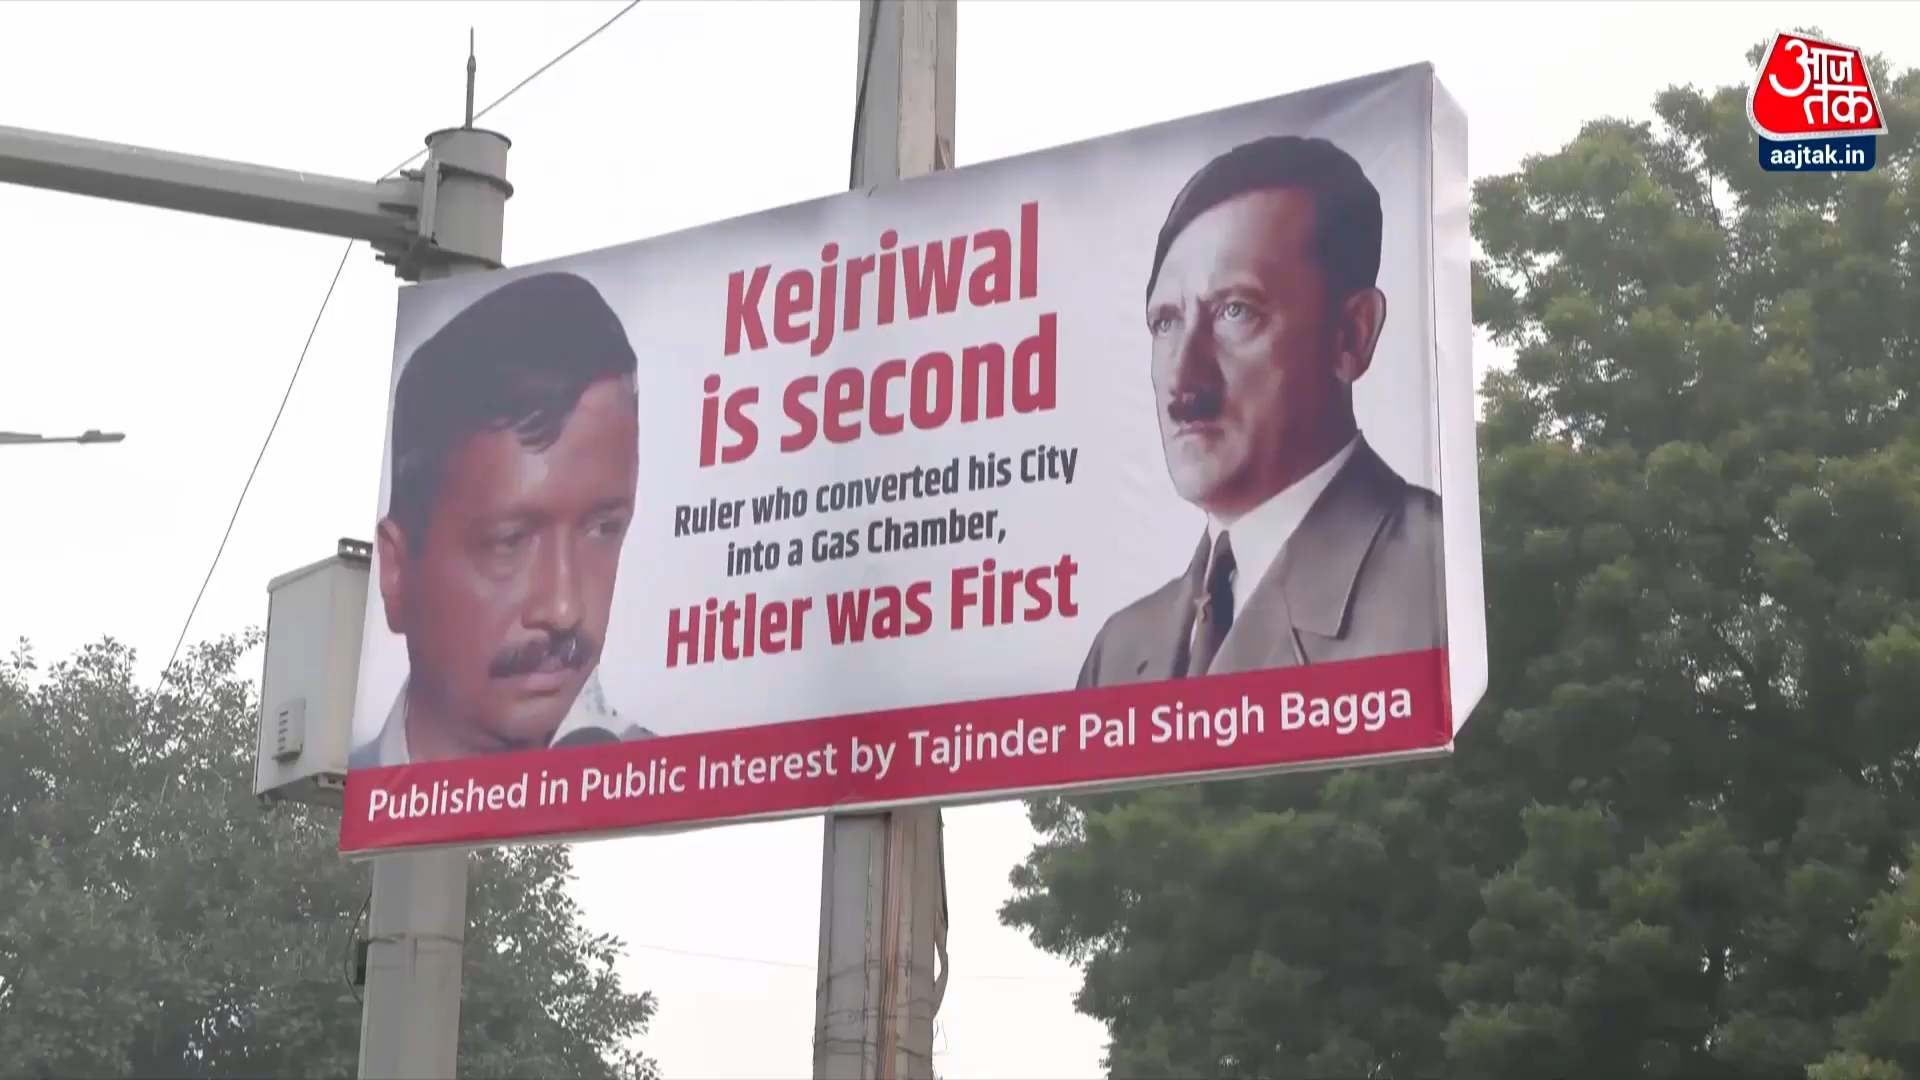 आज
तक
aajtak.in
Kejriwal
is second
Ruler who converted his City
into a Gas Chamber,
Hitler was First
Published in Public Interest by Tajinder Pal Singh Bagga